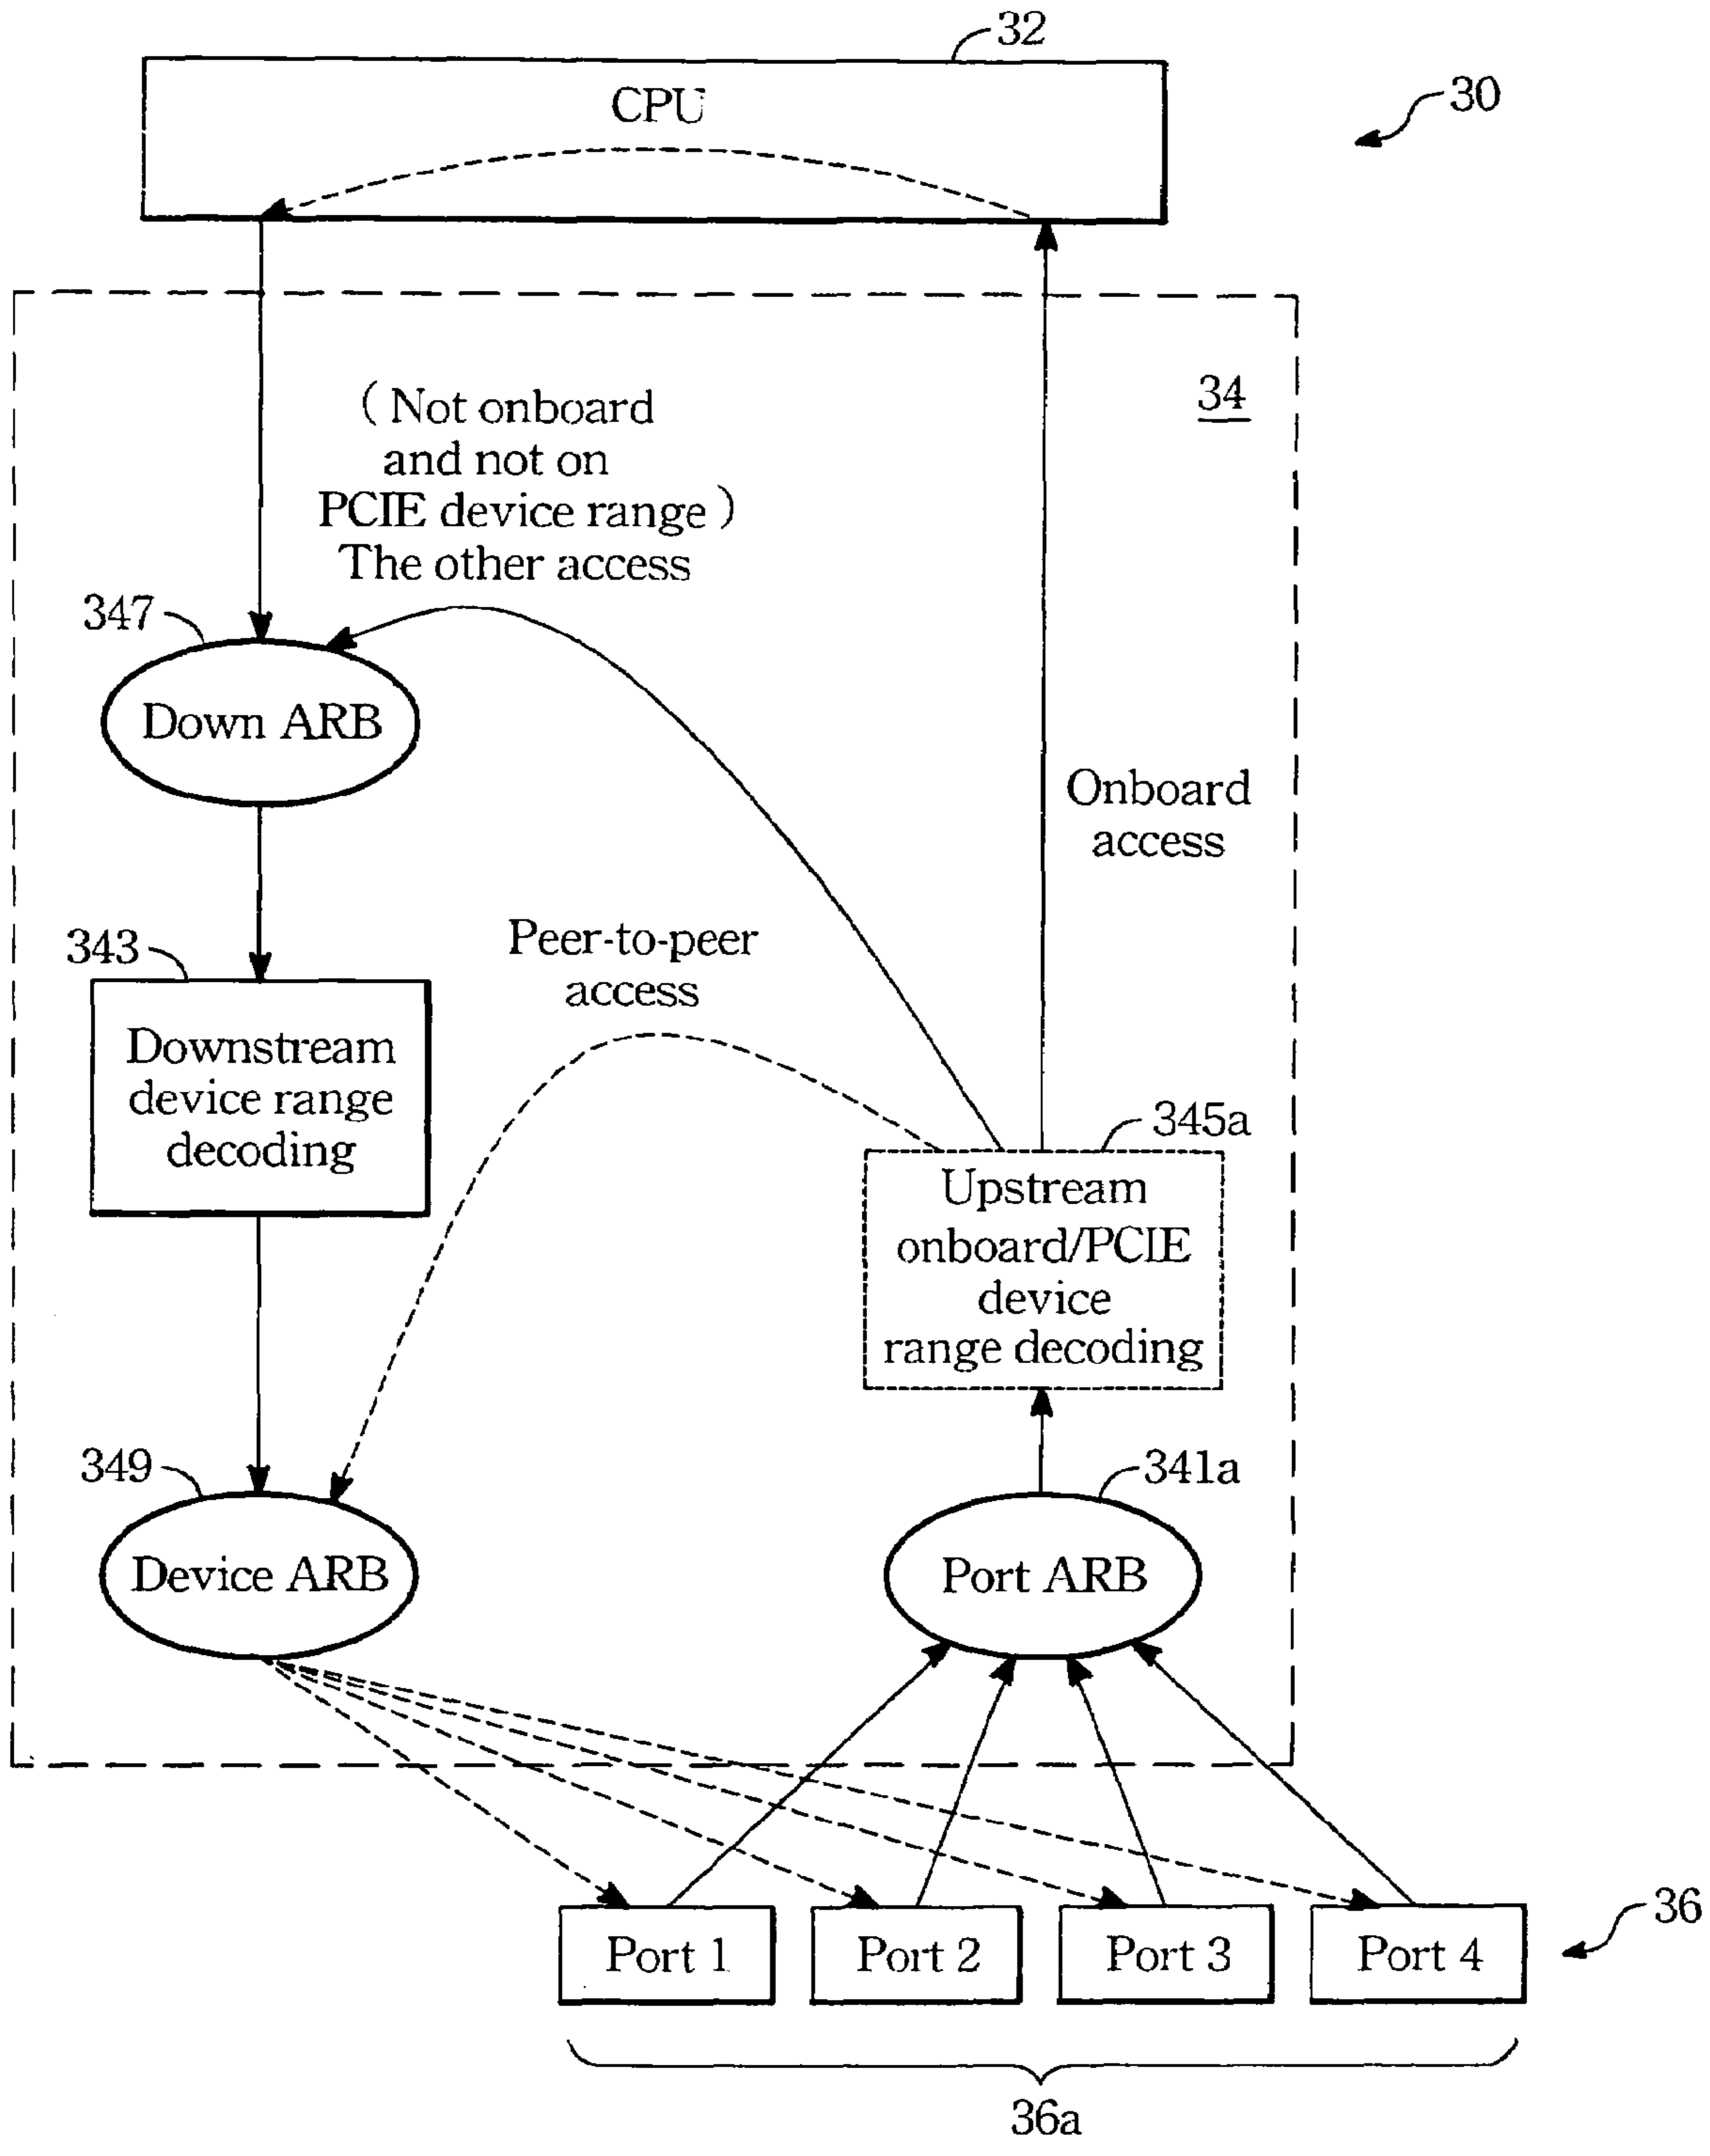 32
CPU
30
34
(Not onboard
and not on
PCIE device range)
The other access
347
Down ARB
Onboard
access
343
Peer-to-peer
access
Downstream
device range
decoding
345a
Upstream
onboard/PCIE
device
range decoding
349
Device ARB
341a
Port ARB
Port 1
Port 2
Port 3
Port 4
36
36a